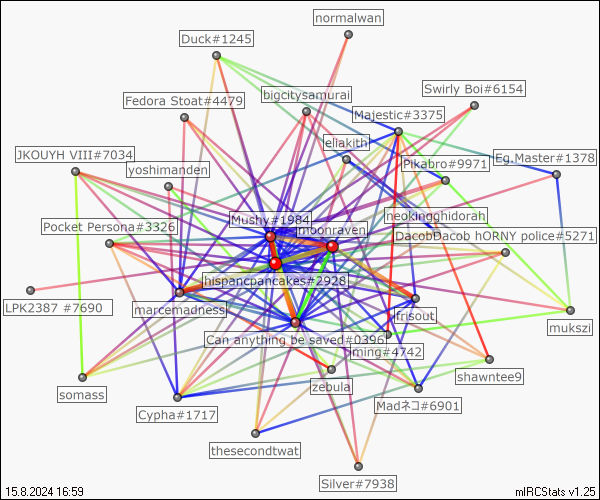 normalwan
Duck#1245
Swirly Boi#6154
Fedora Stoat#4479
bigcitysamurai
Majestic#3375
JKOUYH VIII#7034
yoshimanden
eliakith
Pikabro#9971
Eg.Master#1378
Pocket Persona#3326
Mushy#1984
moonraven
neokingghidorah
DacobDacob hORNY police#5271
hispancpancakes#2928
LPK2387 #7690
marcemadness
frisout
mukszi
Can anything be saved#0396
ming#4742
shawntee9
somass
zebula
Cypha#1717
Madネコ#6901
thesecondtwat
Silver#7938
15.8.2024 16:59
mIRCStats v1.25